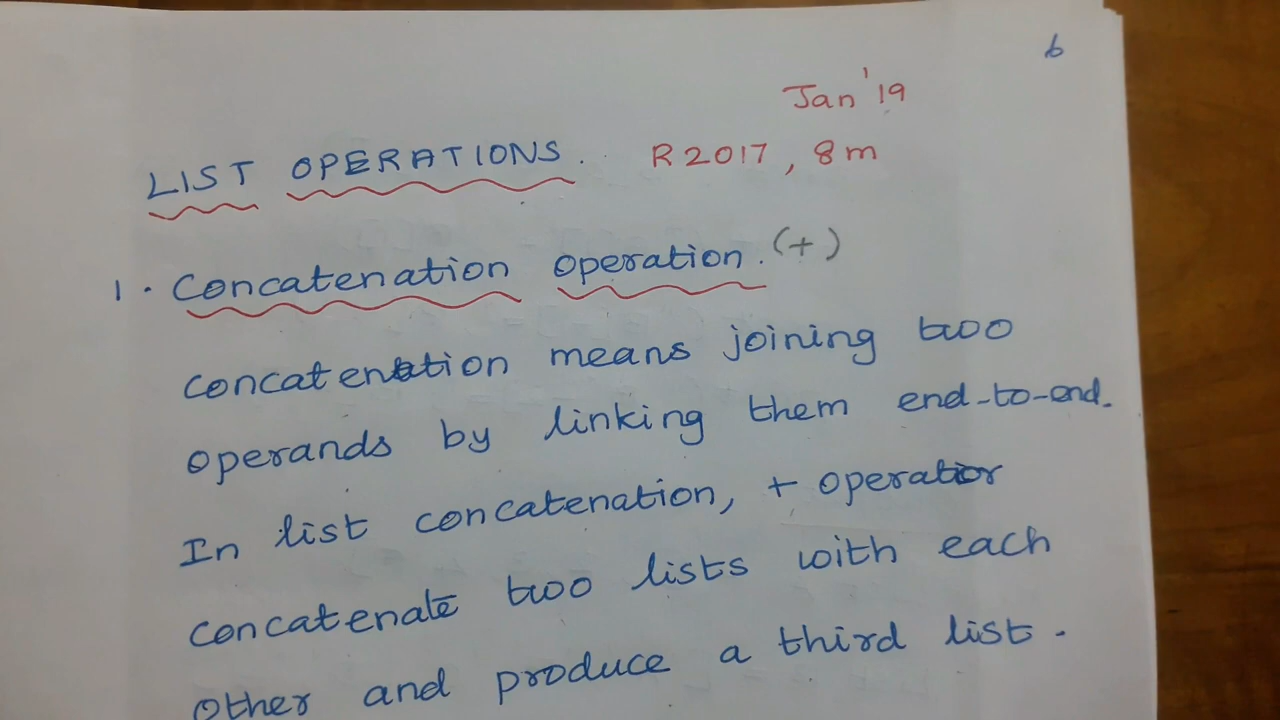 6
Jan '19
LIST OPERATIONS. R2017, 8m
1. Concatenation operation. (+)
concatenation means joining two
operands by linking them end-to-end.
In list concatenation, + operator
concatenate two lists with each
other and produce a third list.